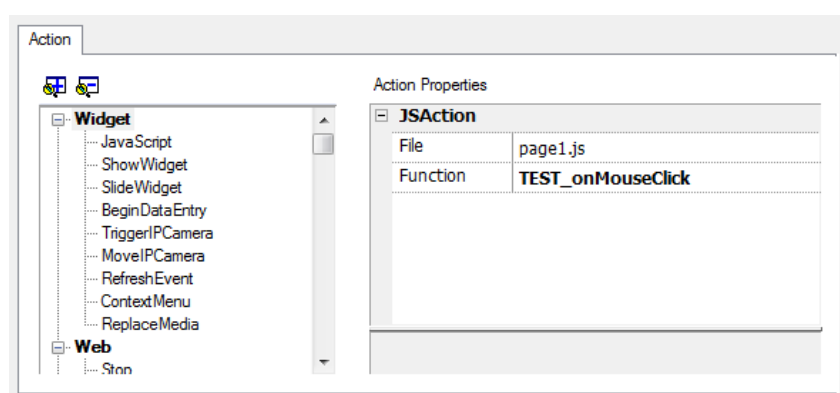 Action
Action Properties
Widget
JavaScript
ShowWidget
SlideWidget
BeginDataEntry
TriggerIPCamera
MoveIPCamera
RefreshEvent
ContextMenu
ReplaceMedia
Web
Stop
JSAction
File page1.js
Function TEST_onMouseClick